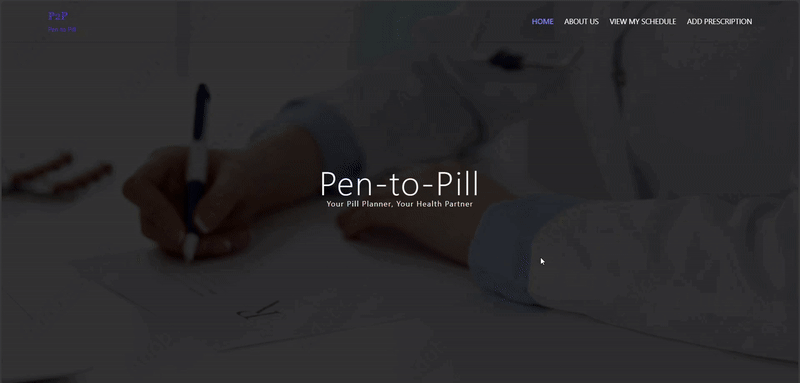 P2P
Pen to Pill
HOME ABOUT US VIEW MY SCHEDULE ADD PRESCRIPTION
Pen-to-Pill
Your Pill Planner, Your Health Partner